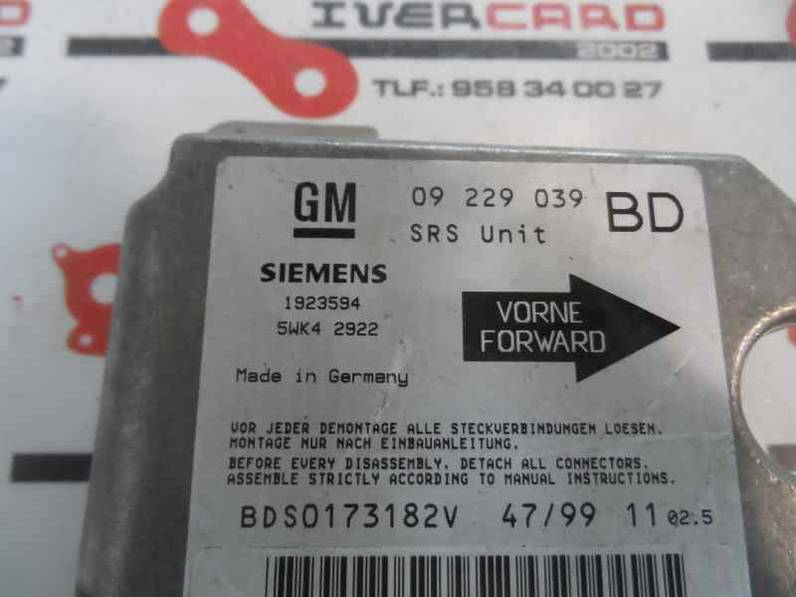 IVERCARD
2002
TLF.: 958 34 00 27
GM
09 229 039
BD
SRS Unit
SIEMENS
1923594
5WK4 2922
VORNE
FORWARD
Made in Germany
VOR JEDER DEMONTAGE ALLE STECKVERBINDUNGEN LOESEN.
MONTAGE NUR NACH EINBAUANLEITUNG.
BEFORE EVERY DISASSEMBLY, DETACH ALL CONNECTORS.
ASSEMBLE STRICTLY ACCORDING TO MANUAL INSTRUCTIONS.
BDS0173182V 47/99 11 02.5